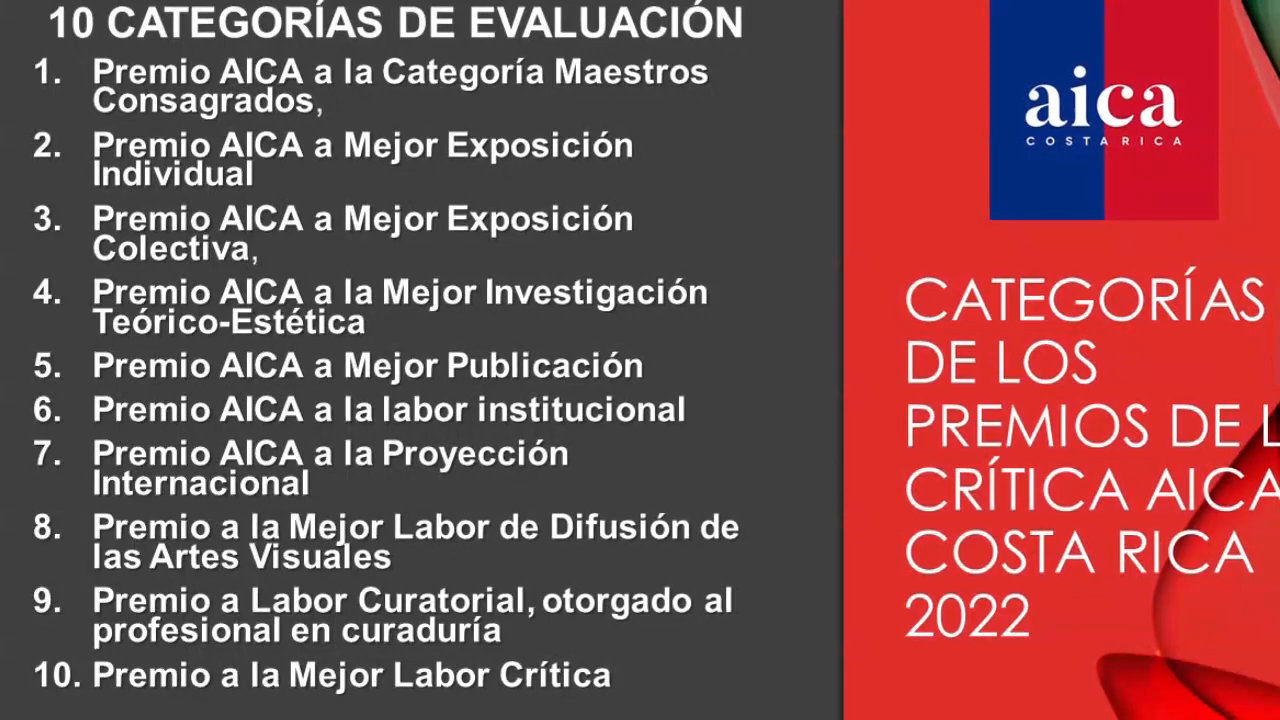 10 CATEGORÍAS DE EVALUACIÓN
1. Premio AICA a la Categoría Maestros
Consagrados,
2. Premio AICA a Mejor Exposición
Individual
3. Premio AICA a Mejor Exposición
Colectiva,
4. Premio AICA a la Mejor Investigación
Teórico-Estética
5. Premio AICA a Mejor Publicación
6. Premio AICA a la labor institucional
7. Premio AICA a la Proyección
Internacional
8. Premio a la Mejor Labor de Difusión de
las Artes Visuales
9. Premio a Labor Curatorial, otorgado al
profesional en curaduría
10. Premio a la Mejor Labor Crítica
aica
COSTA RICA
CATEGORÍAS
DE LOS
PREMIOS DE L
CRÍTICA AICA
COSTA RICA
2022